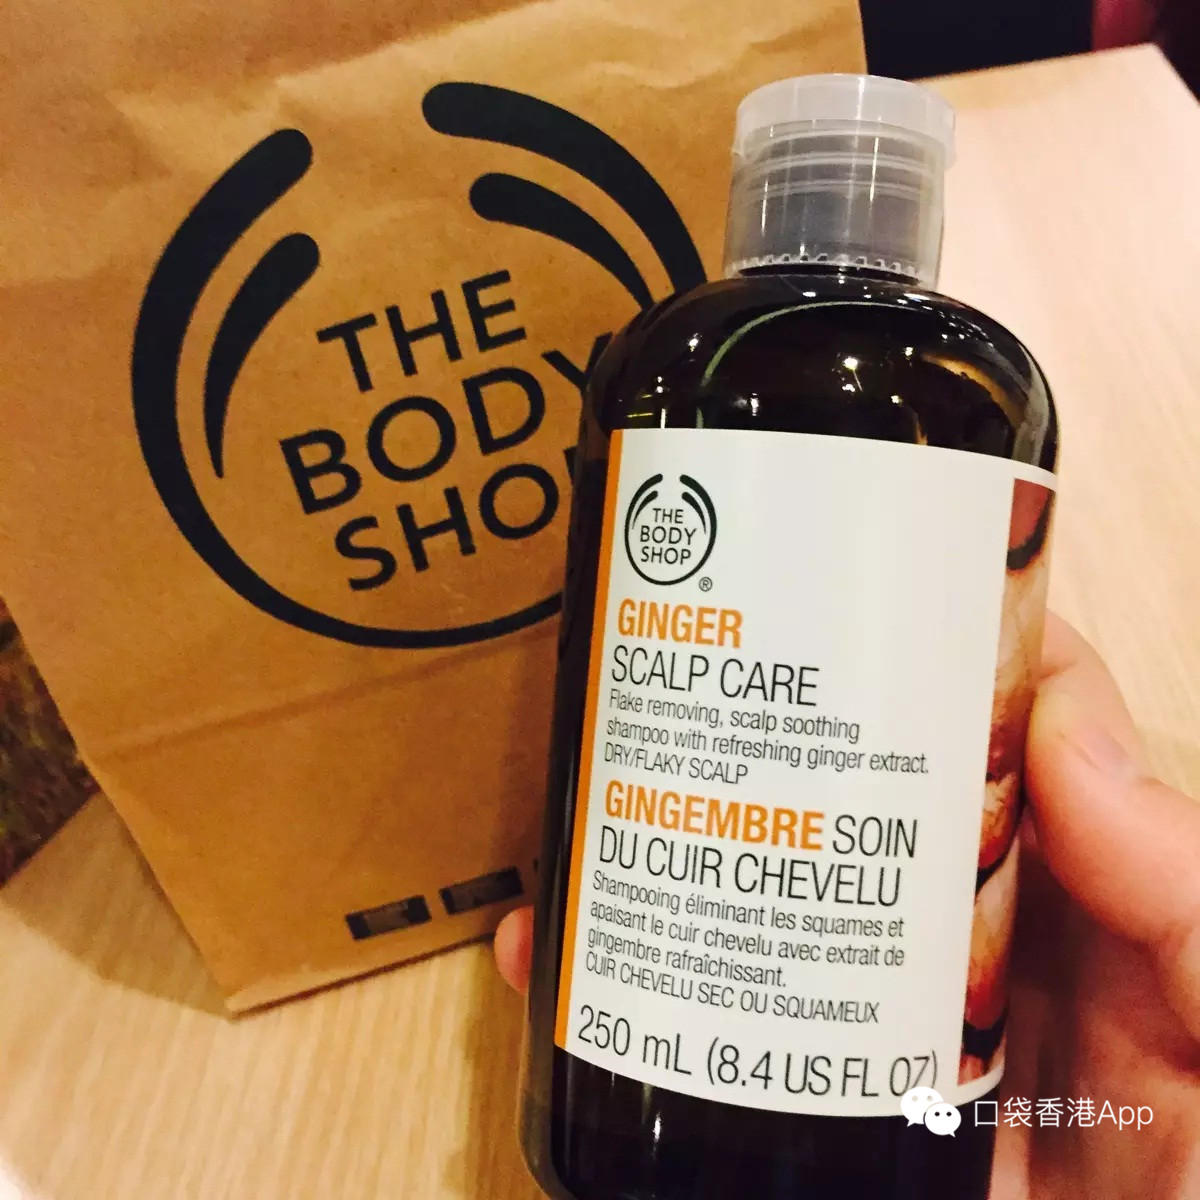 THE
BODY
SHOP
THE
BODY
SHOP
®
GINGER
SCALP CARE
Flake removing, scalp soothing
shampoo with refreshing ginger extract.
DRY/FLAKY SCALP
GINGEMBRE SOIN
DU CUIR CHEVELU
Shampooing éliminant les squames et
apaisant le cuir chevelu avec extrait de
gingembre rafraîchissant.
CUIR CHEVELU SEC OU SQUAMEUX
250 mL (8.4 US FL OZ)
口袋香港App